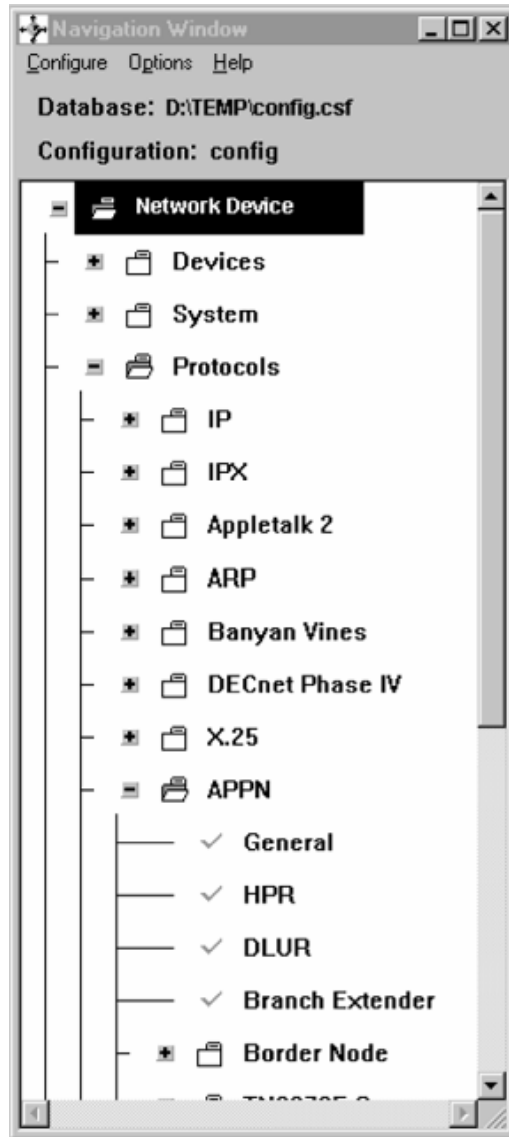 Navigation Window
Configure Options Help
Database: D:\TEMP\config.csf
Configuration: config
Network Device
Devices
System
Protocols
IP
IPX
Appletalk 2
ARP
Banyan Vines
DECnet Phase IV
X.25
APPN
General
HPR
DLUR
Branch Extender
Border Node